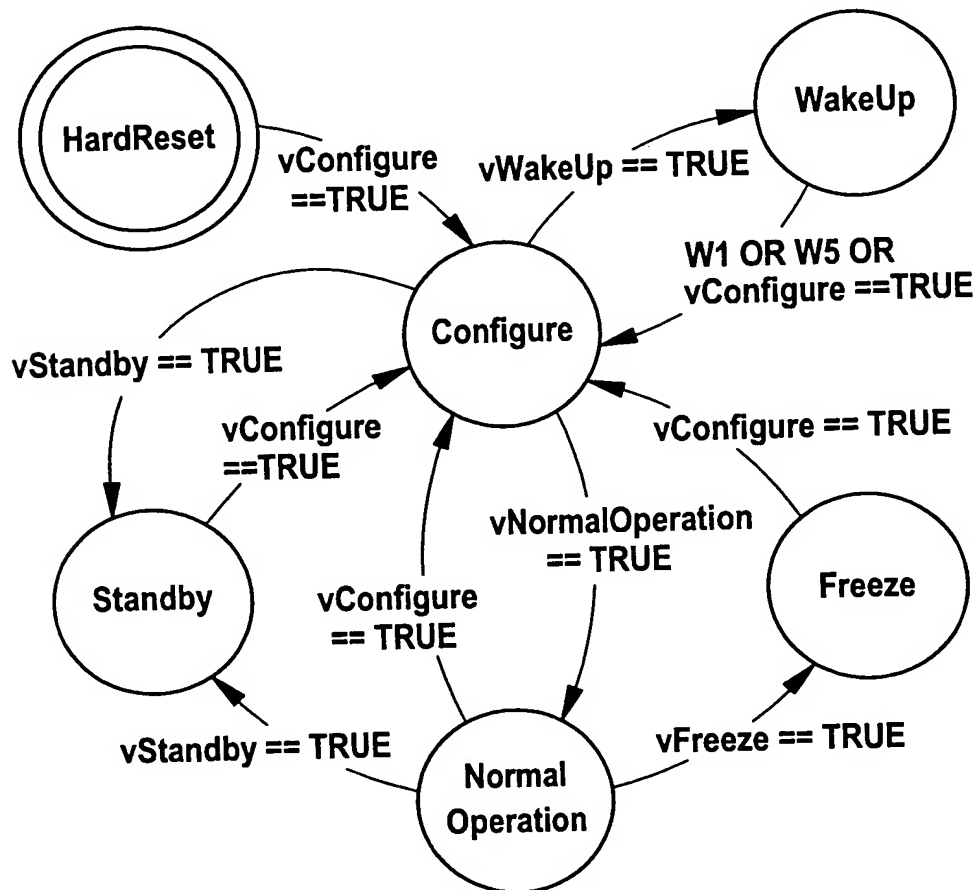 HardReset
vConfigure
==TRUE
vWakeUp == TRUE
WakeUp
W1 OR W5 OR
vConfigure ==TRUE
Configure
vStandby == TRUE
vConfigure
==TRUE
vConfigure == TRUE
vNormalOperation
== TRUE
Standby
vConfigure
== TRUE
Freeze
vStandby == TRUE
vFreeze == TRUE
Normal
Operation